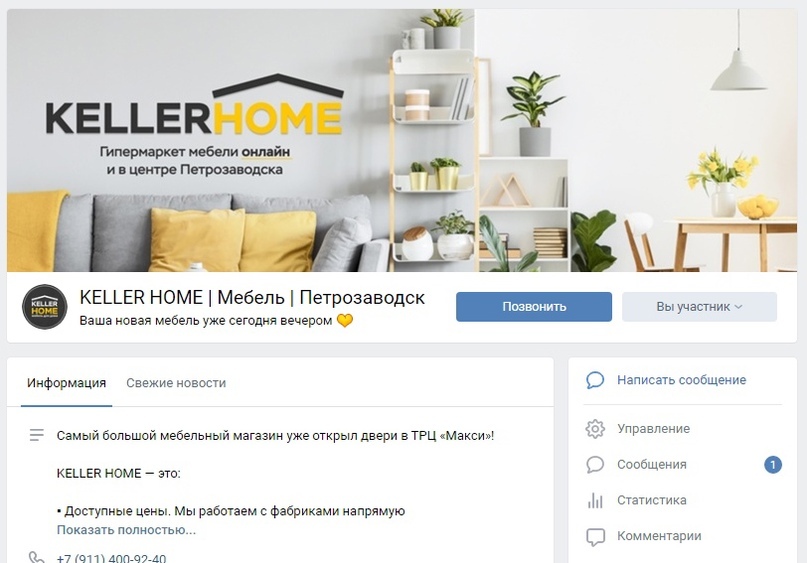 KELLERHOME
Гипермаркет мебели онлайн
и в центре Петрозаводска
KELLER
HOME
KELLER HOME | Мебель | Петрозаводск
Ваша новая мебель уже сегодня вечером 💛
Позвонить
Вы участник
Информация
Свежие новости
Самый большой мебельный магазин уже открыл двери в ТРЦ «Макси»!
KELLER HOME — это:
• Доступные цены. Мы работаем с фабриками напрямую
Показать полностью...
+7 (911) 400-92-40
Написать сообщение
Управление
Сообщения 1
Статистика
Комментарии